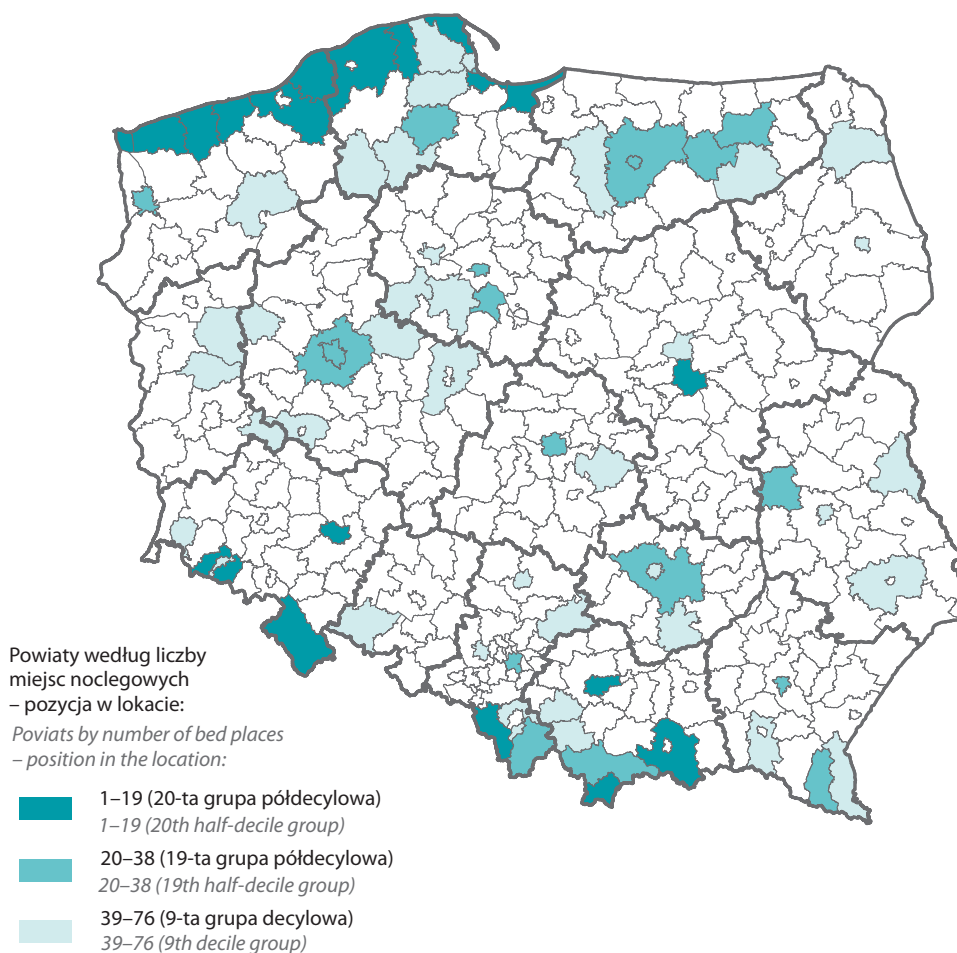 Powiaty według liczby
miejsc noclegowych
– pozycja w lokacie:
Poviats by number of bed places
– position in the location:
1–19 (20-ta grupa półdecylowa)
1–19 (20th half-decile group)
20–38 (19-ta grupa półdecylowa)
20–38 (19th half-decile group)
39–76 (9-ta grupa decylowa)
39–76 (9th decile group)